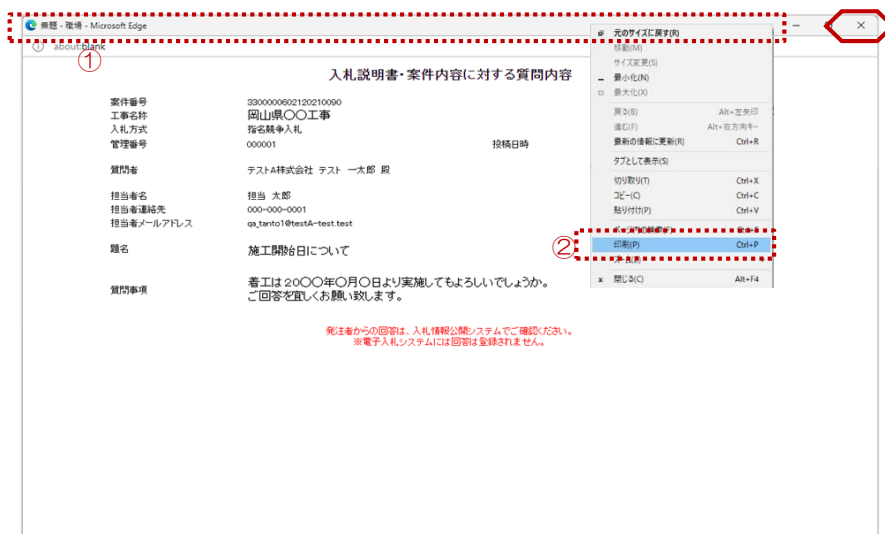 無題 - 職場 - Microsoft Edge
about:blank
①
入札説明書・案件内容に対する質問内容
案件番号 3300000602120210090
工事名称 岡山県〇〇工事
入札方式 指名競争入札
管理番号 000001 投稿日時
質問者 テストA株式会社 テスト 一太郎 殿
担当者名 担当 太郎
担当者連絡先 000-000-0001
担当者メールアドレス qa_tanto1@testA-test.test
題名 施工開始日について
質問事項 着工は20〇〇年〇月〇日より実施してもよろしいでしょうか。
ご回答を宜しくお願い致します。
発注者からの回答は、入札情報公開システムでご確認ください。
※電子入札システムには回答は登録されません。
元のサイズに戻す(R)
移動(M)
サイズ変更(S)
最小化(N)
最大化(X)
戻る(B) Alt+左矢印
進む(F) Alt+右方向キー
最新の情報に更新(R) Ctrl+R
タブとして表示(S)
切り取り(T) Ctrl+X
コピー(C) Ctrl+C
貼り付け(P) Ctrl+V
②
印刷(P) Ctrl+P
閉じる(C) Alt+F4